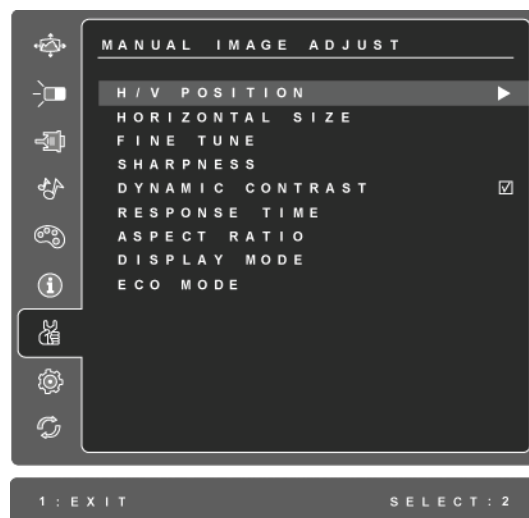 MANUAL IMAGE ADJUST
H/V POSITION
HORIZONTAL SIZE
FINE TUNE
SHARPNESS
DYNAMIC CONTRAST
RESPONSE TIME
ASPECT RATIO
DISPLAY MODE
ECO MODE
1:EXIT SELECT:2